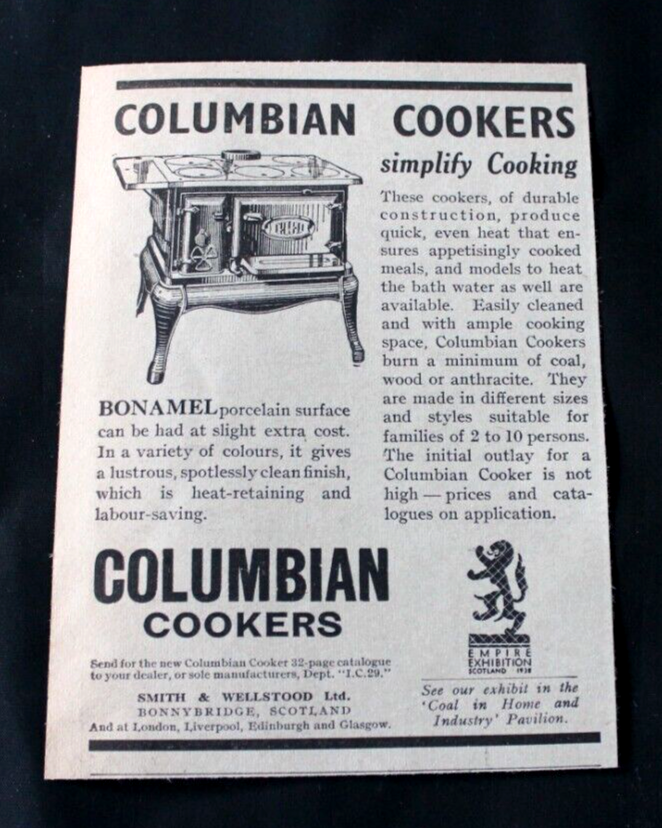 COLUMBIAN COOKERS
simplify Cooking
These cookers, of durable
construction, produce
quick, even heat that en-
sures appetisingly cooked
meals, and models to heat
the bath water as well are
available. Easily cleaned
and with ample cooking
space, Columbian Cookers
burn a minimum of coal,
wood or anthracite. They
are made in different sizes
and styles suitable for
families of 2 to 10 persons.
The initial outlay for a
Columbian Cooker is not
high — prices and cata-
logues on application.
BONAMEL porcelain surface
can be had at slight extra cost.
In a variety of colours, it gives
a lustrous, spotlessly clean finish,
which is heat-retaining and
labour-saving.
COLUMBIAN
COOKERS
Send for the new Columbian Cooker 32-page catalogue
to your dealer, or sole manufacturers, Dept. "I.C.29."
SMITH & WELLSTOOD Ltd.
BONNYBRIDGE, SCOTLAND
And at London, Liverpool, Edinburgh and Glasgow.
EMPIRE
EXHIBITION
SCOTLAND 1938
See our exhibit in the
'Coal in Home and
Industry' Pavilion.